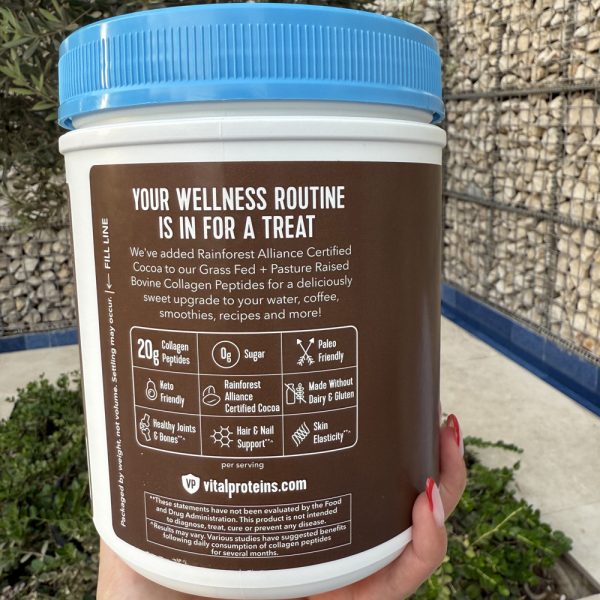 YOUR WELLNESS ROUTINE
IS IN FOR A TREAT
We've added Rainforest Alliance Certified
Cocoa to our Grass Fed + Pasture Raised
Bovine Collagen Peptides for a deliciously
sweet upgrade to your water, coffee,
smoothies, recipes and more!
20g Collagen
Peptides
0g Sugar
Paleo
Friendly
Keto
Friendly
Rainforest
Alliance
Certified Cocoa
Made Without
Dairy & Gluten
Healthy Joints
& Bones**^
Hair & Nail
Support**^
Skin
Elasticity**^
per serving
VP vitalproteins.com
**These statements have not been evaluated by the Food
and Drug Administration. This product is not intended
to diagnose, treat, cure or prevent any disease.
^Results may vary. Various studies have suggested benefits
following daily consumption of collagen peptides
for several months.
Packaged by weight, not volume. Settling may occur. |← FILL LINE